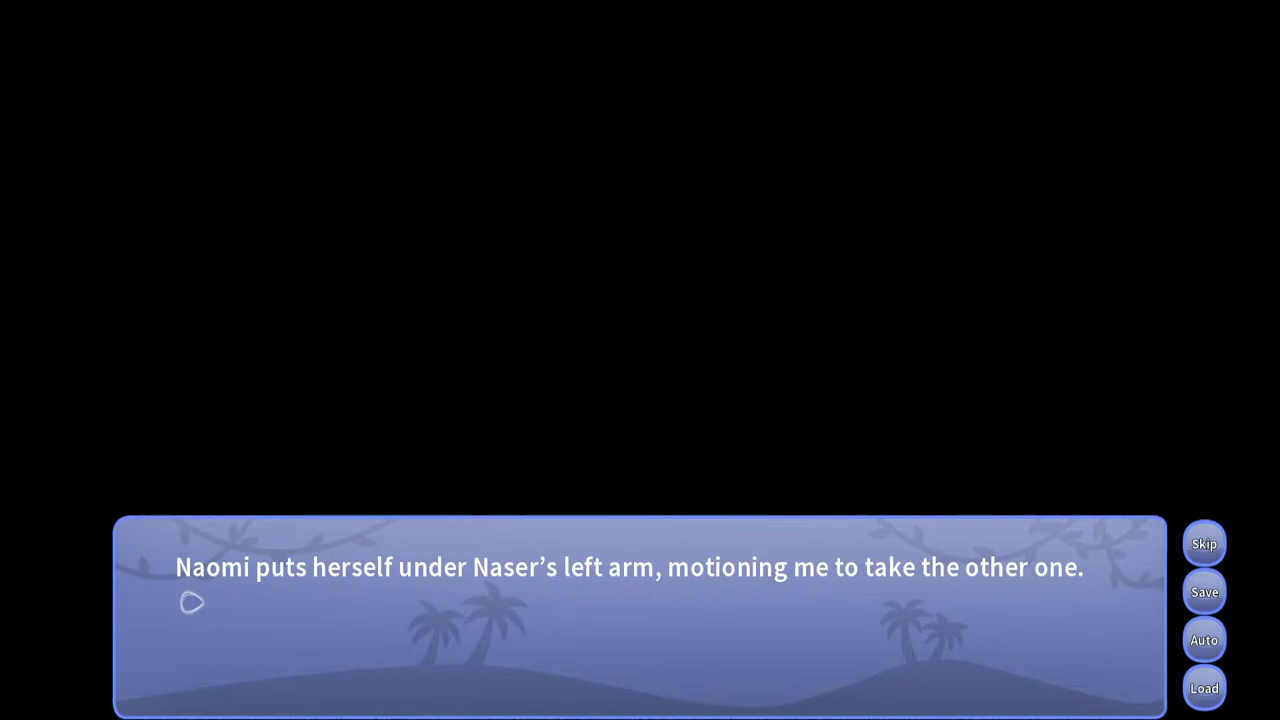 Naomi puts herself under Naser’s left arm, motioning me to take the other one.
Skip
Save
Auto
Load